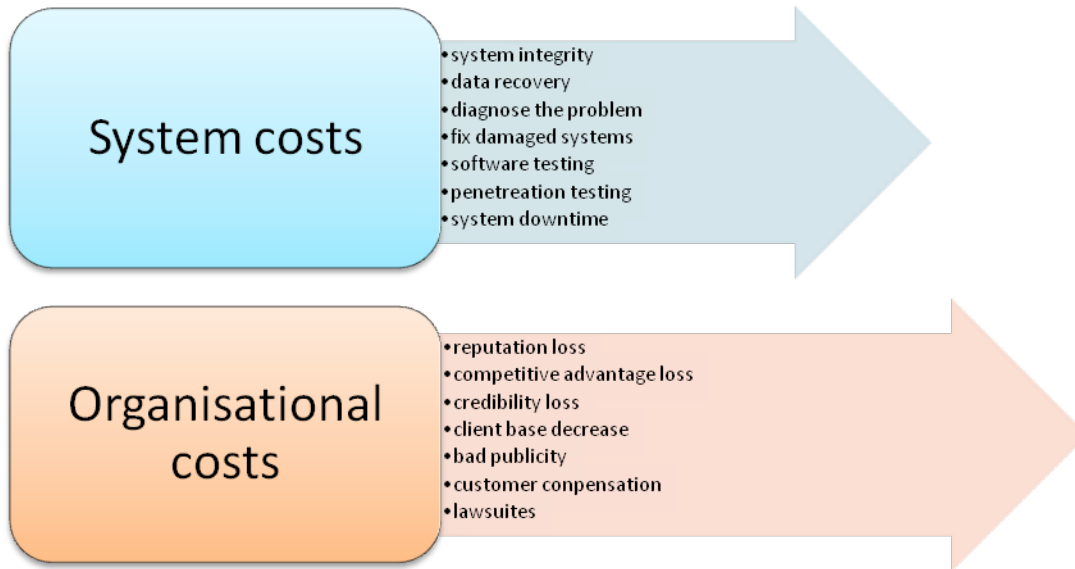 System costs
•system integrity
•data recovery
•diagnose the problem
•fix damaged systems
•software testing
•penetreation testing
•system downtime
Organisational
costs
•reputation loss
•competitive advantage loss
•credibility loss
•client base decrease
•bad publicity
•customer conpensation
•lawsuites